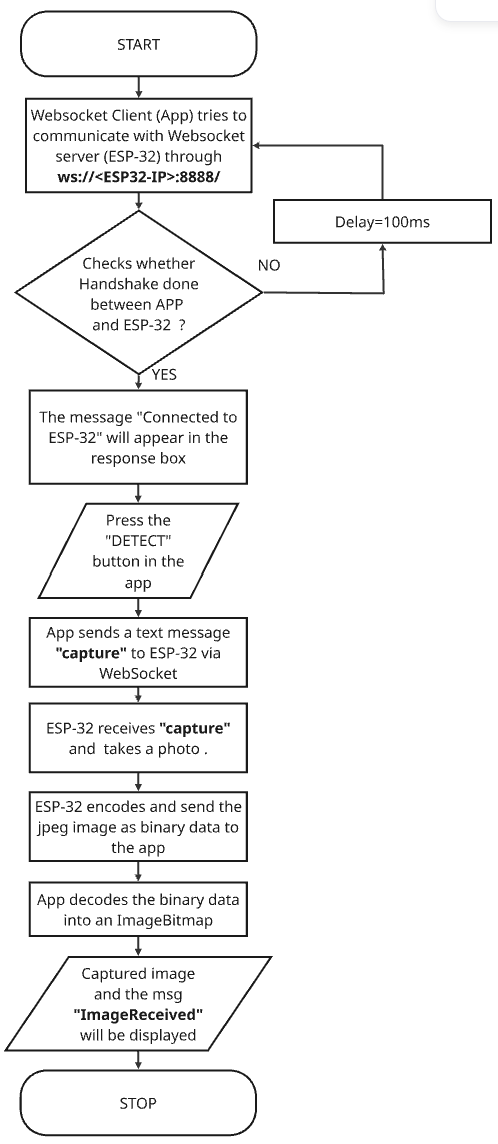 START
Websocket Client (App) tries to
communicate with Websocket
server (ESP-32) through
ws://<ESP32-IP>:8888/
Delay=100ms
Checks whether
Handshake done
between APP
and ESP-32 ?
NO
YES
The message "Connected to
ESP-32" will appear in the
response box
Press the
"DETECT"
button in the
app
App sends a text message
"capture" to ESP-32 via
WebSocket
ESP-32 receives "capture"
and takes a photo .
ESP-32 encodes and send the
jpeg image as binary data to
the app
App decodes the binary data
into an ImageBitmap
Captured image
and the msg
"ImageReceived"
will be displayed
STOP